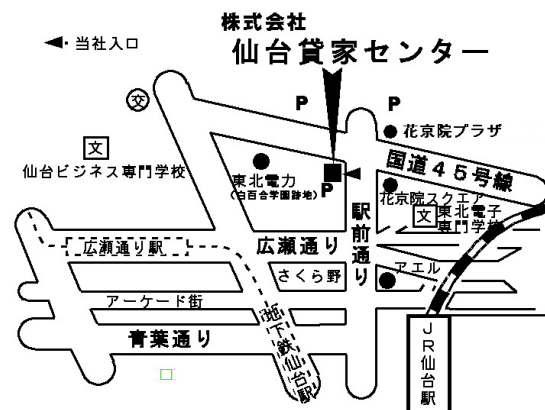 株式会社
仙台貸家センター
◀・当社入口
P
P
交
花京院プラザ
文
仙台ビジネス専門学校
国道45号線
東北電力
(白百合学園跡地)
P
花京院スクエア
文
東北電子
専門学校
駅前通り
広瀬通り
広瀬通り駅
さくら野
アエル
アーケード街
青葉通り
地下鉄仙台駅
JR仙台駅